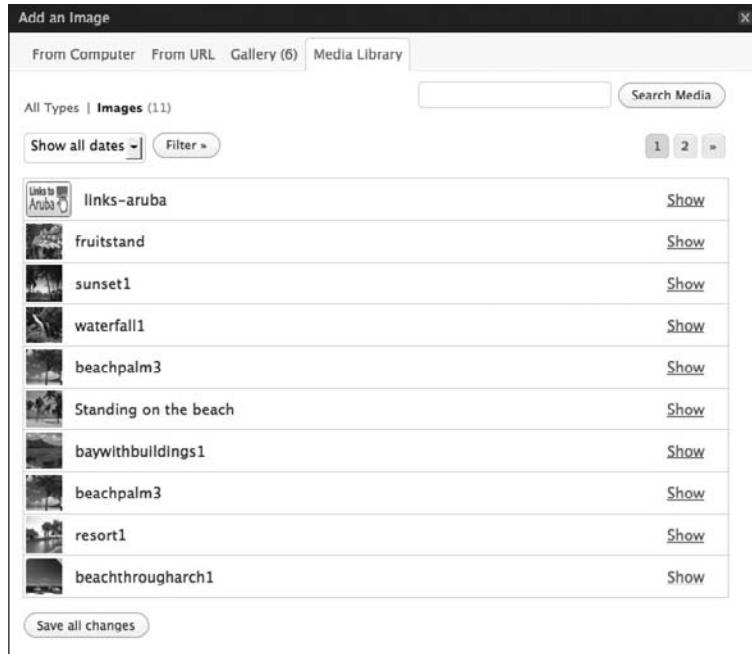 Add an Image X
From Computer From URL Gallery (6) Media Library
Search Media
All Types | Images (11)
Show all dates Filter » 1 2 »
Links to
Aruba
links-aruba Show
fruitstand Show
sunset1 Show
waterfall1 Show
beachpalm3 Show
Standing on the beach Show
baywithbuildings1 Show
beachpalm3 Show
resort1 Show
beachthrougharch1 Show
Save all changes